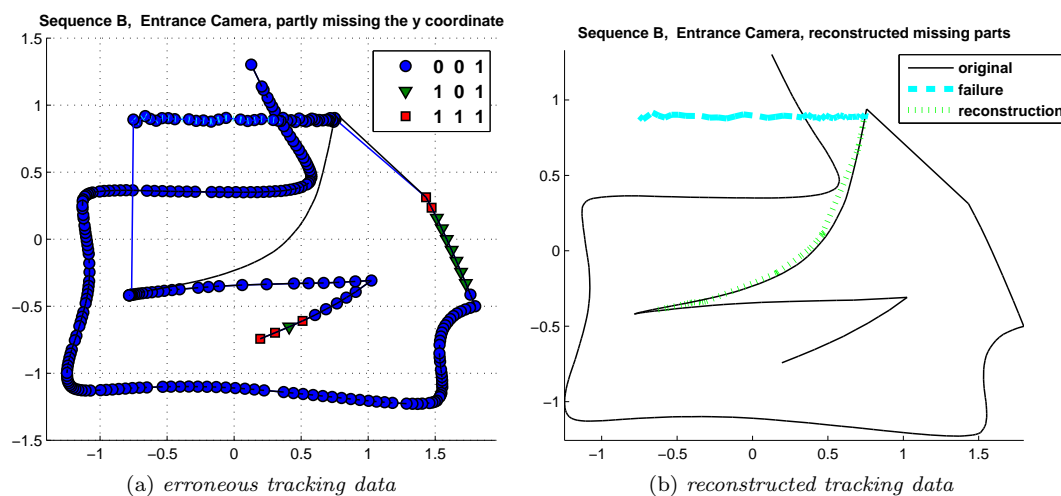 Sequence B, Entrance Camera, partly missing the y coordinate
1.5
1
0.5
0
−0.5
−1
−1.5
−1 −0.5 0 0.5 1 1.5
0 0 1
1 0 1
1 1 1
(a) erroneous tracking data
Sequence B, Entrance Camera, reconstructed missing parts
1
0.5
0
−0.5
−1
−1 −0.5 0 0.5 1 1.5
original
failure
reconstruction
(b) reconstructed tracking data